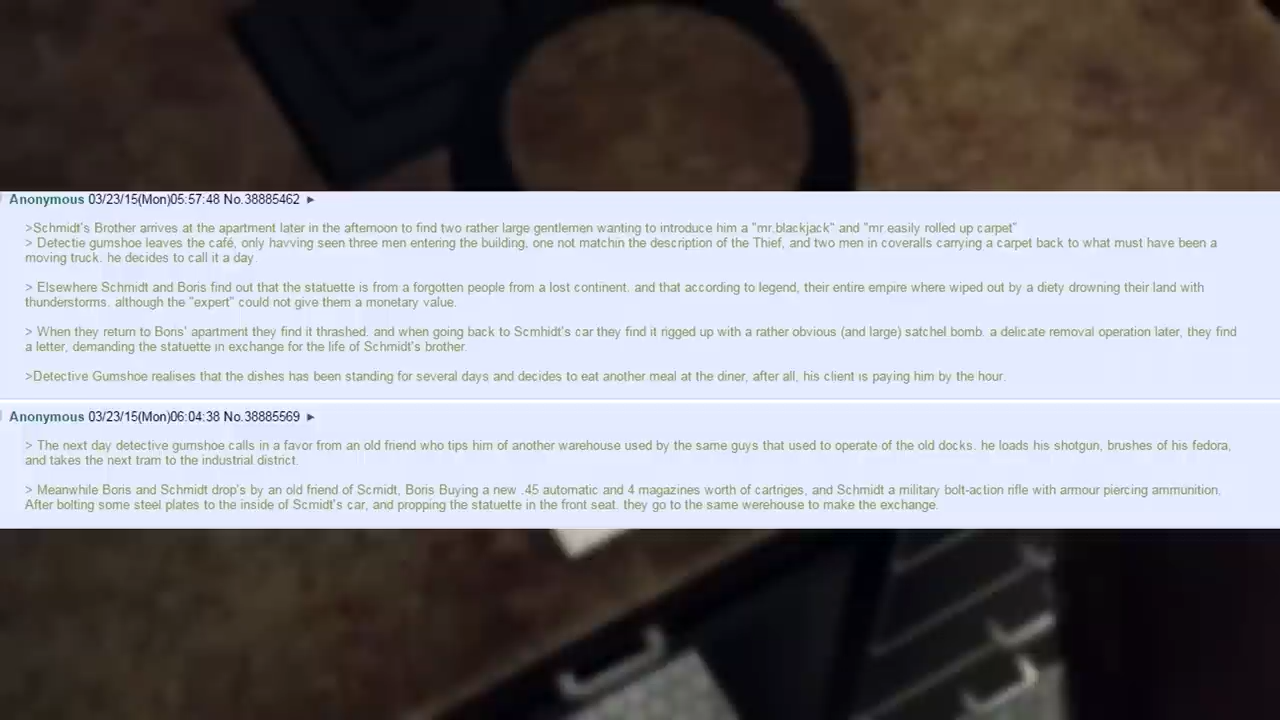 Anonymous 03/23/15(Mon)05:57:48 No.38885462 ►
>Schmidt's Brother arrives at the apartment later in the afternoon to find two rather large gentlemen wanting to introduce him a "mr.blackjack" and "mr.easily rolled up carpet"
> Detectie gumshoe leaves the café, only havving seen three men entering the building, one not matchin the description of the Thief, and two men in coveralls carrying a carpet back to what must have been a
moving truck. he decides to call it a day.
> Elsewhere Schmidt and Boris find out that the statuette is from a forgotten people from a lost continent. and that according to legend, their entire empire where wiped out by a diety drowning their land with
thunderstorms. although the "expert" could not give them a monetary value.
> When they return to Boris' apartment they find it thrashed. and when going back to Scmhidt's car they find it rigged up with a rather obvious (and large) satchel bomb. a delicate removal operation later, they find
a letter, demanding the statuette in exchange for the life of Schmidt's brother.
>Detective Gumshoe realises that the dishes has been standing for several days and decides to eat another meal at the diner, after all, his client is paying him by the hour.
Anonymous 03/23/15(Mon)06:04:38 No.38885569 ►
> The next day detective gumshoe calls in a favor from an old friend who tips him of another warehouse used by the same guys that used to operate of the old docks. he loads his shotgun, brushes of his fedora,
and takes the next tram to the industrial district.
> Meanwhile Boris and Schmidt drop's by an old friend of Scmidt, Boris Buying a new .45 automatic and 4 magazines worth of cartriges, and Schmidt a military bolt-action rifle with armour piercing ammunition.
After bolting some steel plates to the inside of Scmidt's car, and propping the statuette in the front seat. they go to the same werehouse to make the exchange.